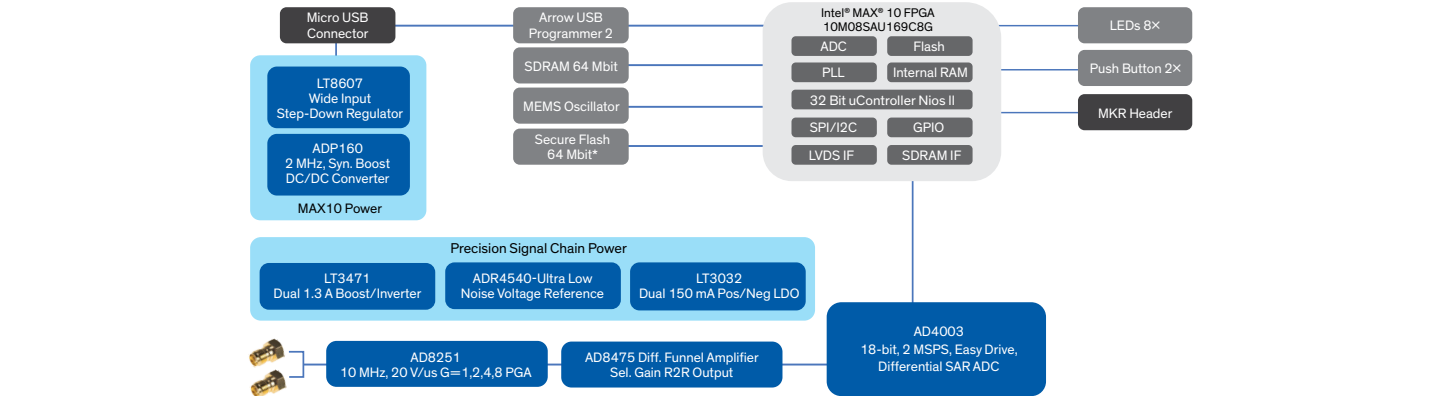 Micro USB
Connector
LT8607
Wide Input
Step-Down Regulator
ADP160
2 MHz, Syn. Boost
DC/DC Converter
MAX10 Power
Arrow USB
Programmer 2
SDRAM 64 Mbit
MEMS Oscillator
Secure Flash
64 Mbit*
Intel® MAX® 10 FPGA
10M08SAU169C8G
ADC
Flash
PLL
Internal RAM
32 Bit uController Nios II
SPI/I2C
GPIO
LVDS IF
SDRAM IF
LEDs 8×
Push Button 2×
MKR Header
Precision Signal Chain Power
LT3471
Dual 1.3 A Boost/Inverter
ADR4540-Ultra Low
Noise Voltage Reference
LT3032
Dual 150 mA Pos/Neg LDO
AD8251
10 MHz, 20 V/us G=1,2,4,8 PGA
AD8475 Diff. Funnel Amplifier
Sel. Gain R2R Output
AD4003
18-bit, 2 MSPS, Easy Drive,
Differential SAR ADC